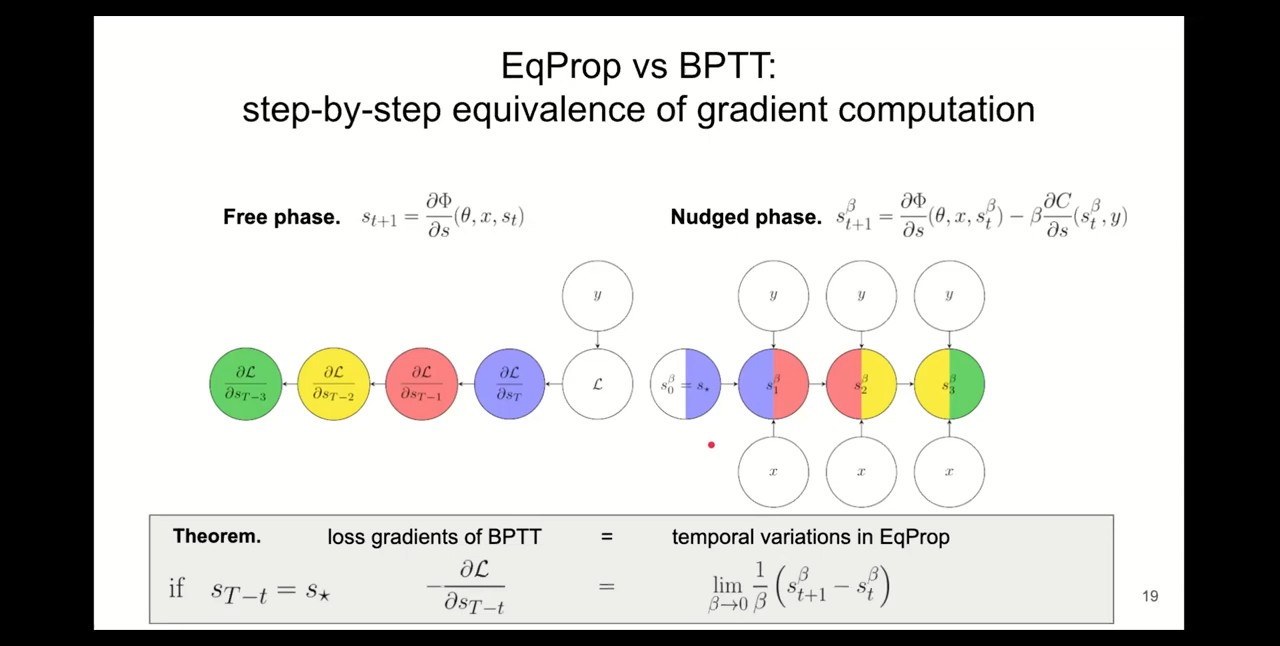 EqProp vs BPTT:
step-by-step equivalence of gradient computation
Free phase. s_{t+1} = ∂Φ/∂s (θ, x, s_t)
Nudged phase. s^β_{t+1} = ∂Φ/∂s (θ, x, s^β_t) − β ∂C/∂s (s^β_t, y)
y y y y
∂ℒ/∂s_{T−3} ∂ℒ/∂s_{T−2} ∂ℒ/∂s_{T−1} ∂ℒ/∂s_T ℒ s^β_0 = s_⋆ s^β_1 s^β_2 s^β_3
x x x
Theorem. loss gradients of BPTT = temporal variations in EqProp
if s_{T−t} = s_⋆ −∂ℒ/∂s_{T−t} = lim_{β→0} 1/β (s^β_{t+1} − s^β_t)
19